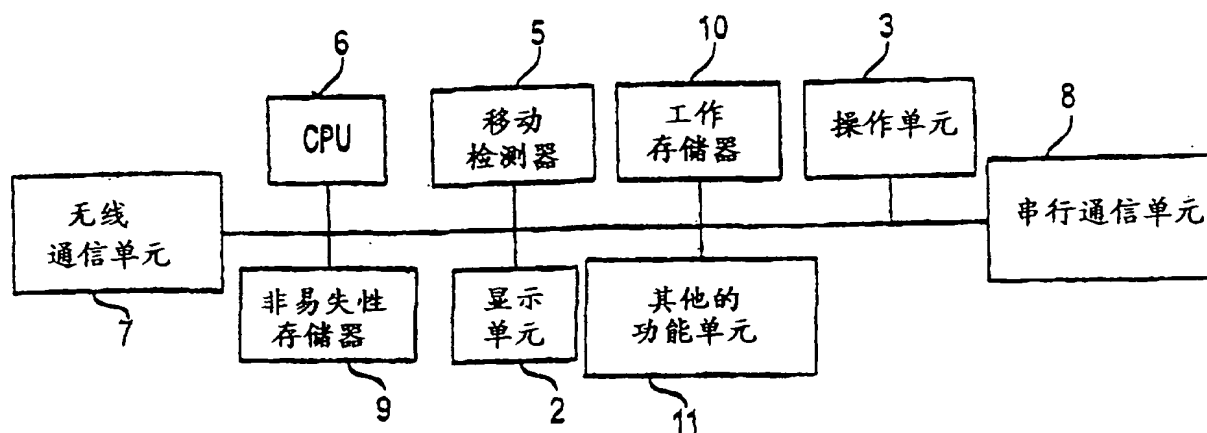 6
5
10
3
8
CPU
移动
检测器
工作
存储器
操作单元
无线
通信单元
串行通信单元
7
非易失性
存储器
显示
单元
其他的
功能单元
9
2
11